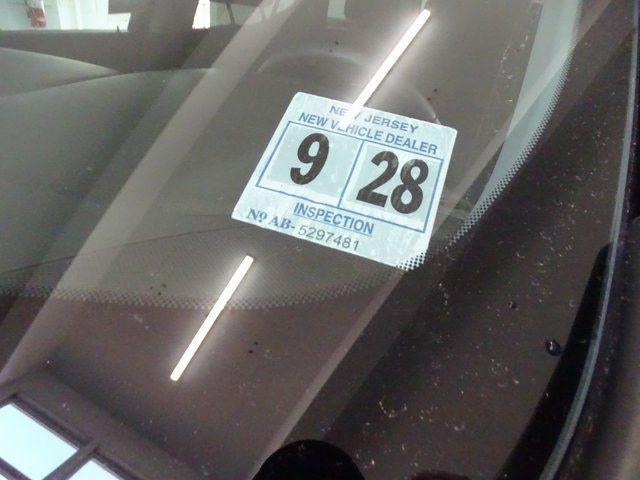 NEW JERSEY
NEW VEHICLE DEALER
9 28
INSPECTION
No AB- 5297481